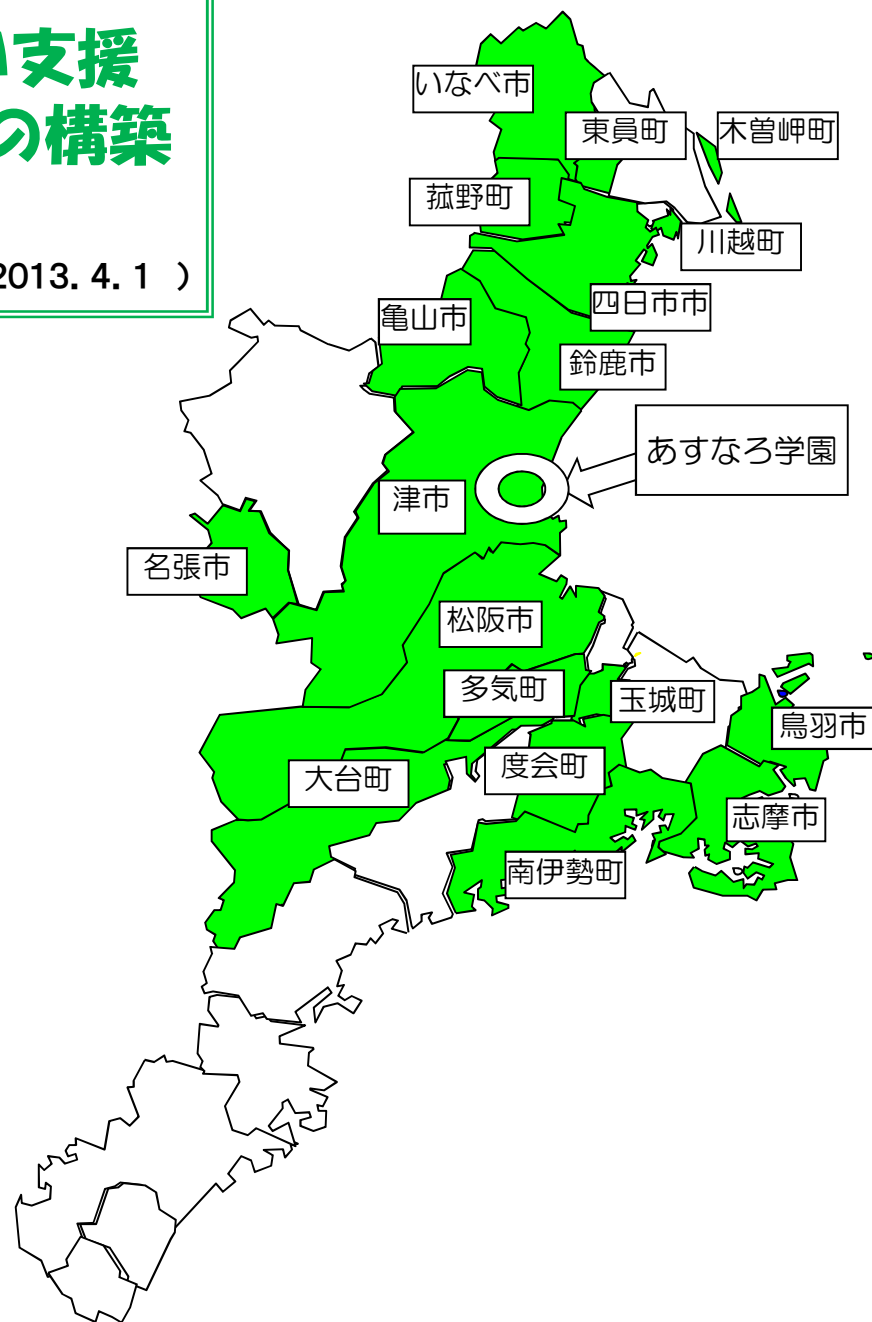 い支援
の構築
2013.4.1 ）
いなべ市
東員町
木曽岬町
菰野町
川越町
四日市市
亀山市
鈴鹿市
あすなろ学園
津市
名張市
松阪市
多気町
玉城町
鳥羽市
度会町
大台町
志摩市
南伊勢町